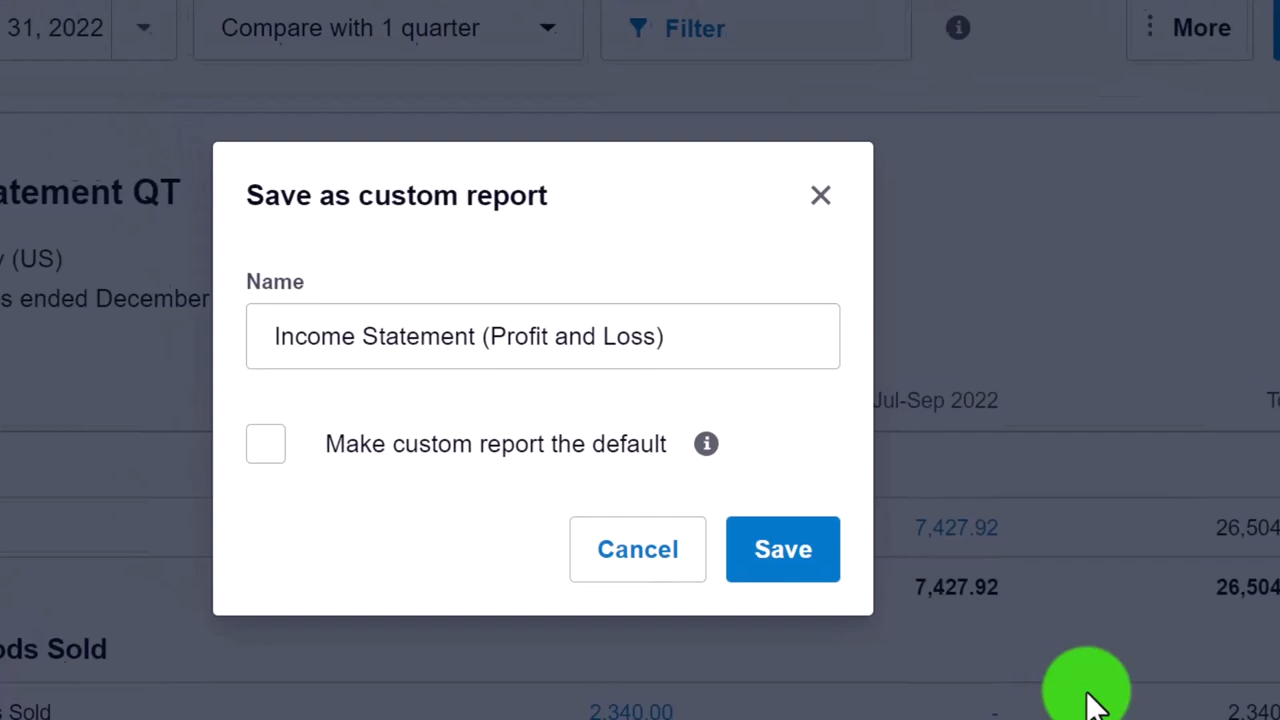 31, 2022
Compare with 1 quarter
Filter
More
atement QT
Save as custom report
y (US)
Name
s ended December
Income Statement (Profit and Loss)
Jul-Sep 2022
Make custom report the default
7,427.92 26,504
Cancel
Save
7,427.92 26,504
ods Sold
s Sold 2,340.00 - 2,340